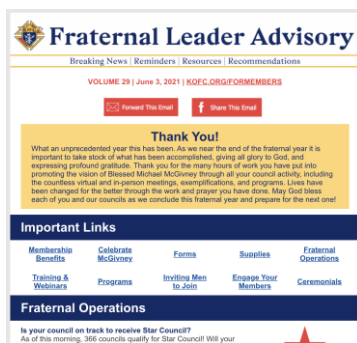 Fraternal Leader Advisory
Breaking News | Reminders | Resources | Recommendations
VOLUME 29 | June 3, 2021 | KOFC.ORG/FORMEMBERS
Forward This Email
Share This Email
Thank You!
What an unprecedented year this has been. As we near the end of the fraternal year it is
important to take stock of what has been accomplished, giving all glory to God, and
expressing profound gratitude. Thank you for the many hours of work you have put into
promoting the vision of Blessed Michael McGivney through all your council activity, including
the countless virtual and in-person meetings, exemplifications, and programs. Lives have
been changed for the better through the work and prayer you have done. May God bless
each of you and our councils as we conclude this fraternal year and prepare for the next one!
Important Links
Membership Benefits
Celebrate McGivney
Forms
Supplies
Fraternal Operations
Training & Webinars
Programs
Inviting Men to Join
Engage Your Members
Ceremonials
Fraternal Operations
Is your council on track to receive Star Council?
As of this morning, 366 councils qualify for Star Council! Will your